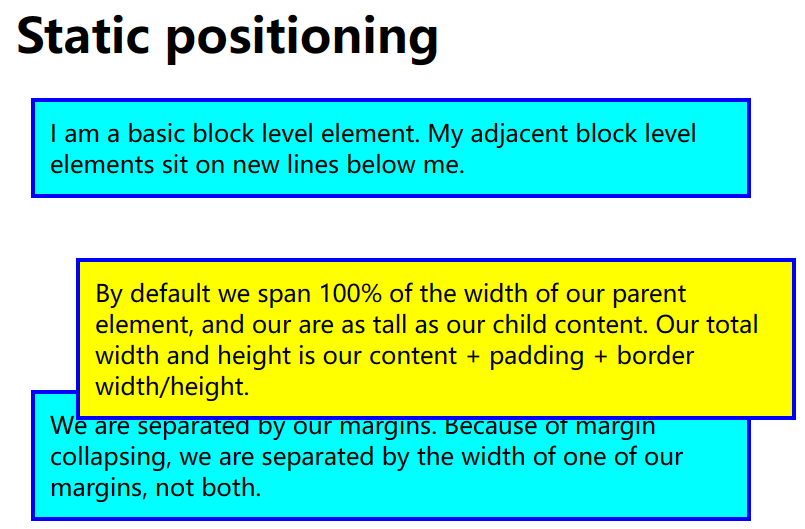 Static positioning
I am a basic block level element. My adjacent block level
elements sit on new lines below me.
By default we span 100% of the width of our parent
element, and our are as tall as our child content. Our total
width and height is our content + padding + border
width/height.
We are separated by our margins. Because of margin
collapsing, we are separated by the width of one of our
margins, not both.